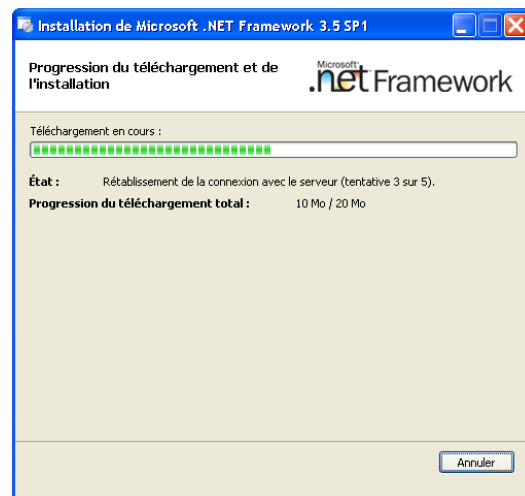 Installation de Microsoft .NET Framework 3.5 SP1
Progression du téléchargement et de
l'installation
Microsoft
.net Framework
Téléchargement en cours :
État : Rétablissement de la connexion avec le serveur (tentative 3 sur 5).
Progression du téléchargement total : 10 Mo / 20 Mo
Annuler